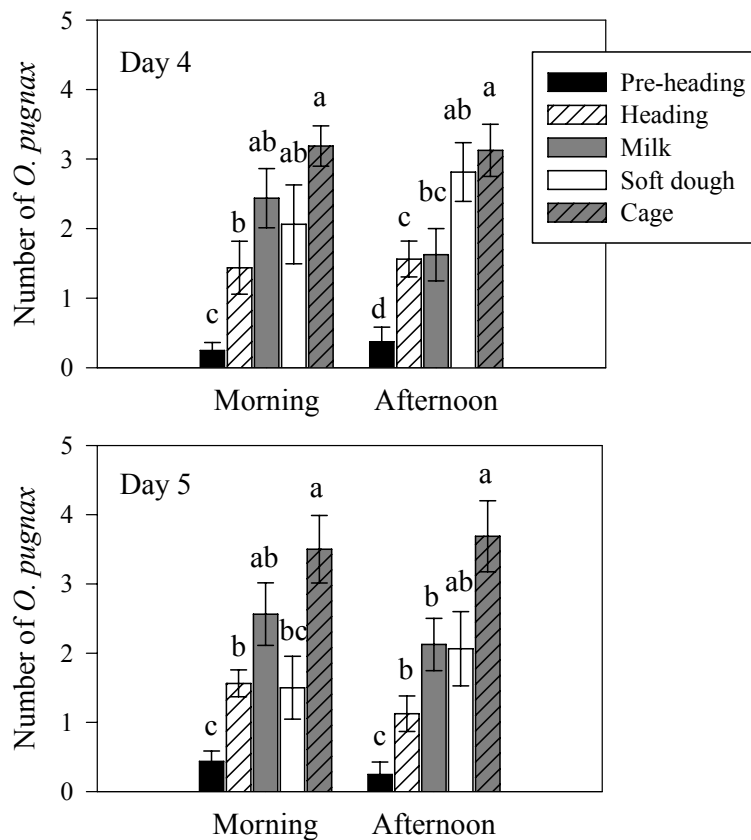 5
Day 4
4
3
2
1
0
Number of O. pugnax
c
b
ab
ab
a
d
c
bc
ab
a
Morning
Afternoon
Pre-heading
Heading
Milk
Soft dough
Cage
5
Day 5
4
3
2
1
0
Number of O. pugnax
c
b
ab
bc
a
c
b
b
ab
a
Morning
Afternoon